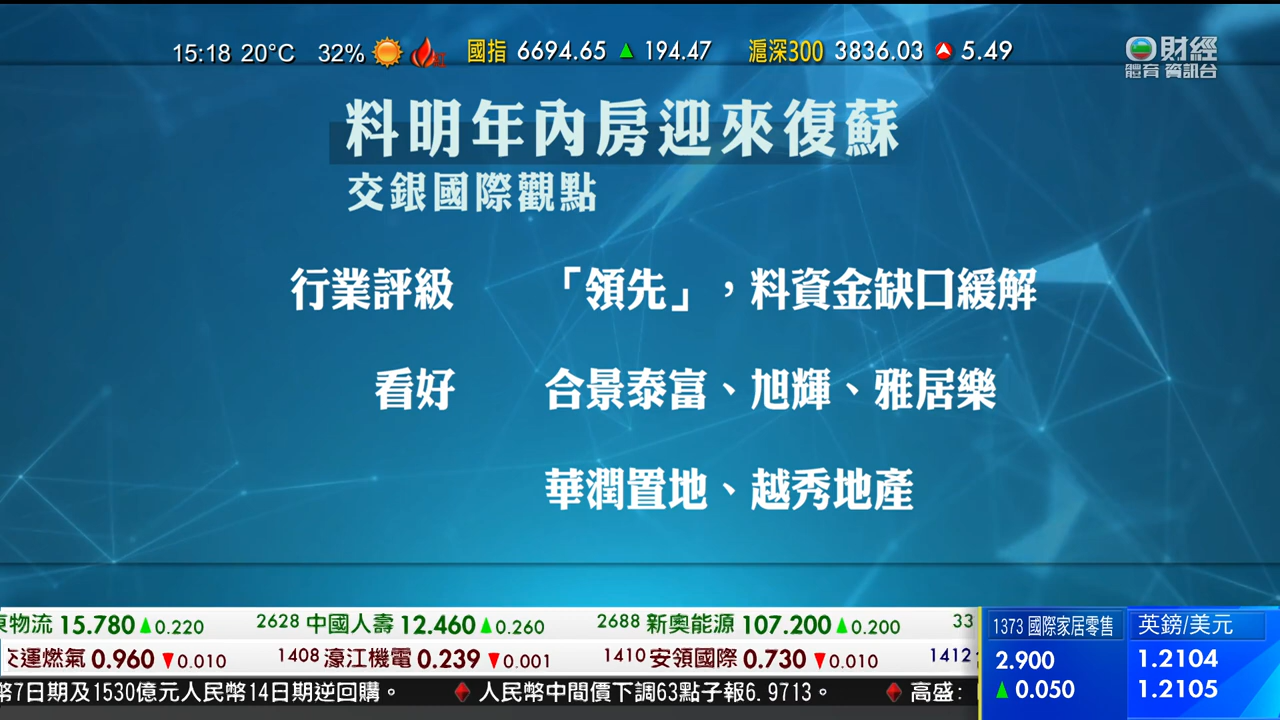 15:18 20°C 32% 國指 6694.65 ▲ 194.47 滬深300 3836.03 5.49
財經
體育 資訊台
料明年內房迎來復蘇
交銀國際觀點
行業評級 「領先」，料資金缺口緩解
看好 合景泰富、旭輝、雅居樂
華潤置地、越秀地產
物流 15.780 ▲ 0.220 2628 中國人壽 12.460 ▲ 0.260 2688 新奧能源 107.200 ▲ 0.200 33
運燃氣 0.960 ▼ 0.010 1408 濠江機電 0.239 ▼ 0.001 1410 安領國際 0.730 ▼ 0.010 1412
幣7日期及1530億元人民幣14日期逆回購。 人民幣中間價下調63點子報6.9713。 高盛：
1373 國際家居零售
2.900
▲ 0.050
英鎊/美元
1.2104
1.2105